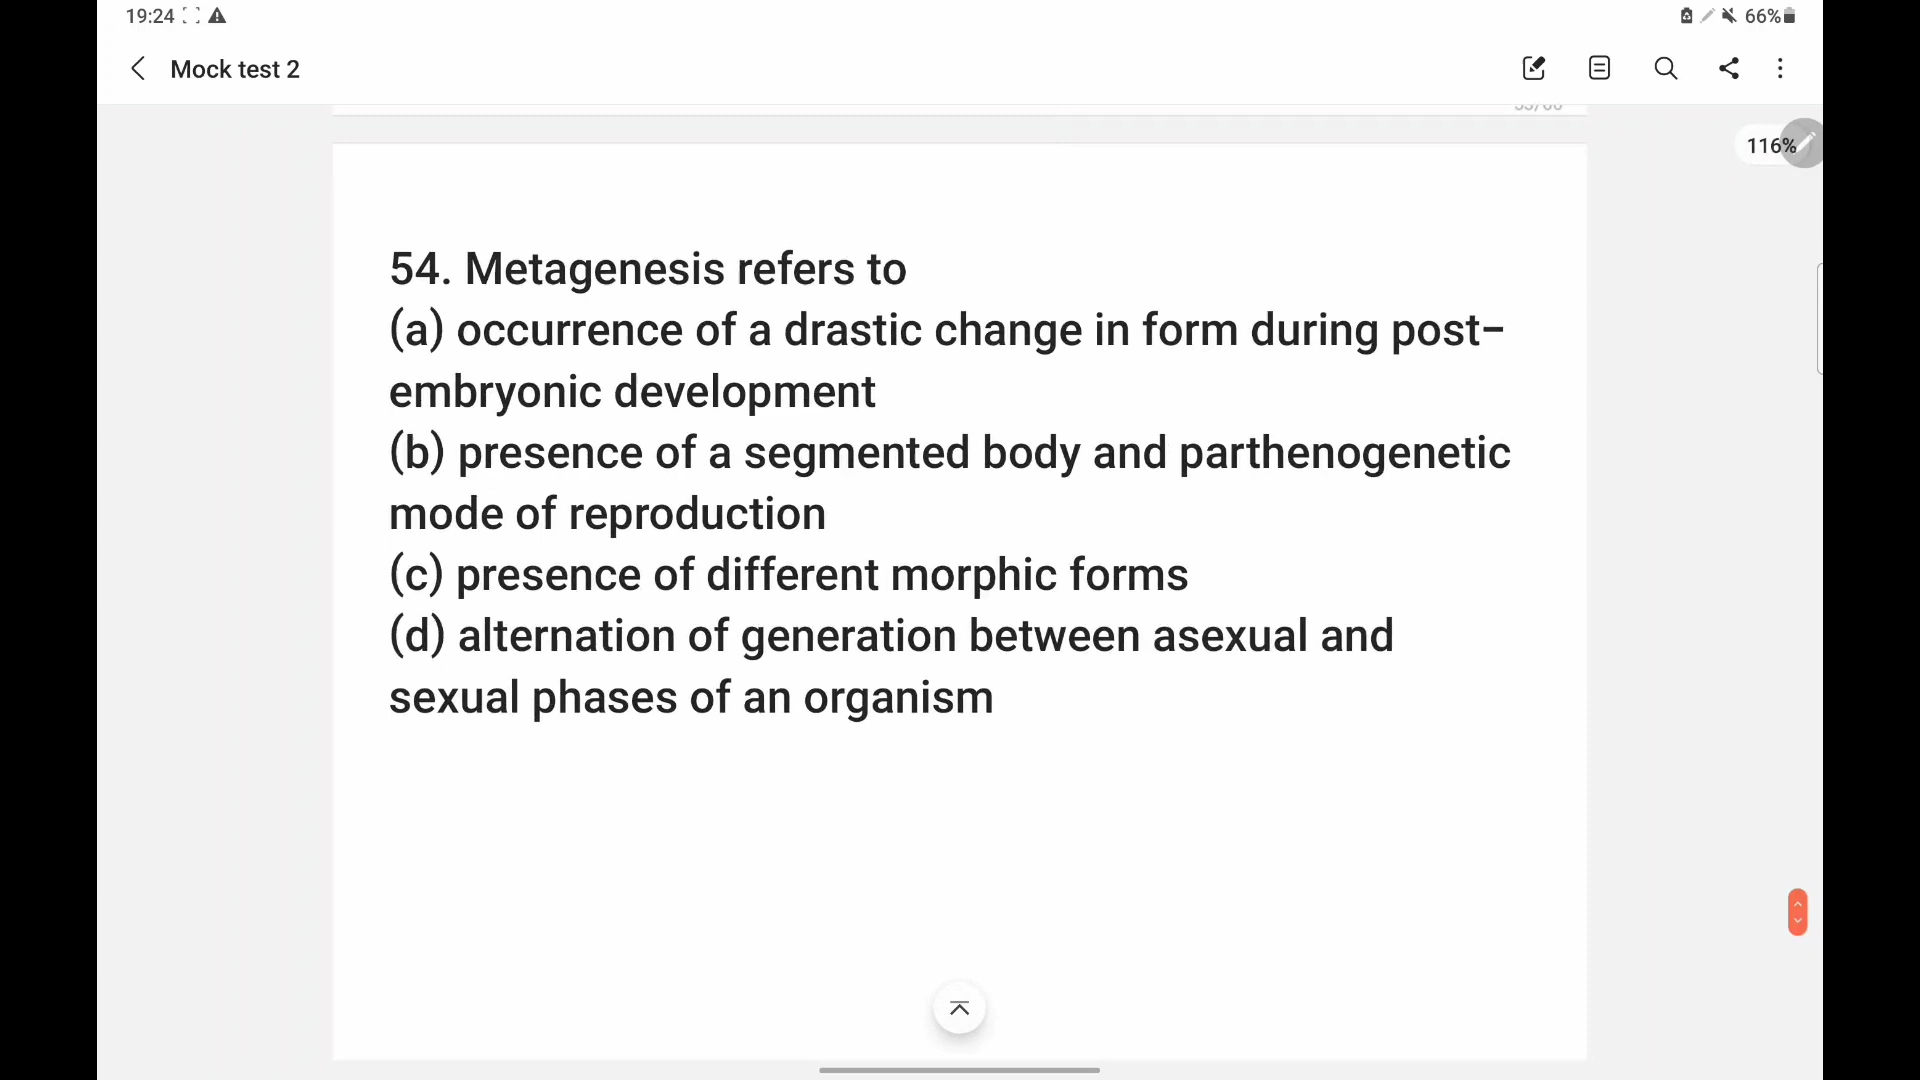 19:24
66%
Mock test 2
116%
54. Metagenesis refers to
(a) occurrence of a drastic change in form during post-
embryonic development
(b) presence of a segmented body and parthenogenetic
mode of reproduction
(c) presence of different morphic forms
(d) alternation of generation between asexual and
sexual phases of an organism